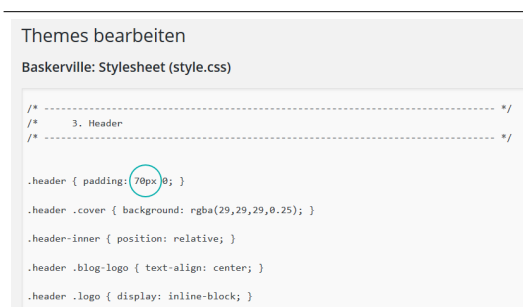 Themes bearbeiten
Baskerville: Stylesheet (style.css)
/* ---------------------------------------------------------------------- */
/*      3. Header
/* ---------------------------------------------------------------------- */
.header { padding: 70px 0; }
.header .cover { background: rgba(29,29,29,0.25); }
.header-inner { position: relative; }
.header .blog-logo { text-align: center; }
.header .logo { display: inline-block; }